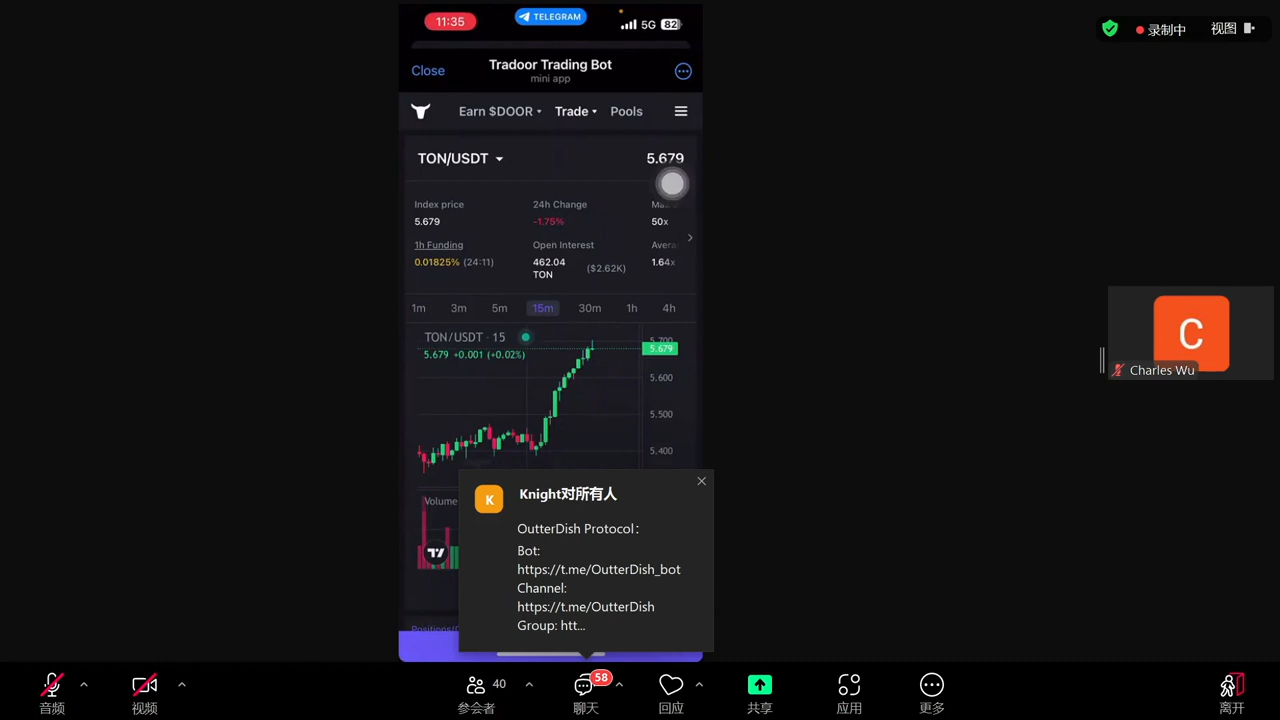 11:35
TELEGRAM
5G
82
录制中
视图
Close
Tradoor Trading Bot
mini app
Earn $DOOR
Trade
Pools
TON/USDT
5.679
Index price
24h Change
5.679
-1.75%
50x
1h Funding
Open Interest
0.01825% (24:11)
462.04
TON
($2.62K)
1.64x
1m 3m 5m 15m 30m 1h 4h
TON/USDT · 15
5.679 +0.001 (+0.02%)
5.700
5.679
5.600
5.500
5.400
Volume
C
Charles Wu
K
Knight对所有人
OutterDish Protocol：
Bot:
https://t.me/OutterDish_bot
Channel:
https://t.me/OutterDish
Group: htt...
音频
视频
40
参会者
58
聊天
回应
共享
应用
更多
离开